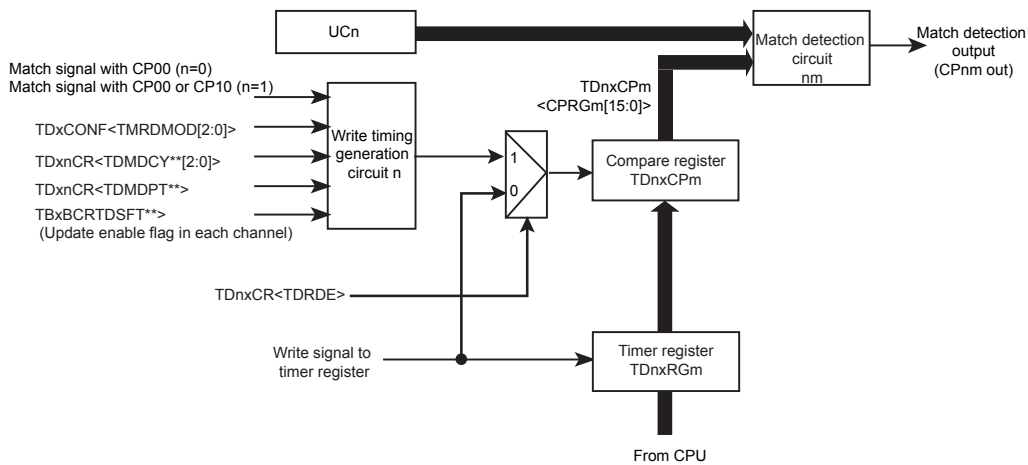 UCn
Match detection
circuit
nm
Match detection
output
(CPnm out)
Match signal with CP00 (n=0)
Match signal with CP00 or CP10 (n=1)
TDnxCPm
<CPRGm[15:0]>
TDxCONF<TMRDMOD[2:0]>
TDxnCR<TDMDCY**[2:0]>
TDxnCR<TDMDPT**>
TBxBCRTDSFT**>
(Update enable flag in each channel)
Write timing
generation
circuit n
1
0
Compare register
TDnxCPm
TDnxCR<TDRDE>
Write signal to
timer register
Timer register
TDnxRGm
From CPU